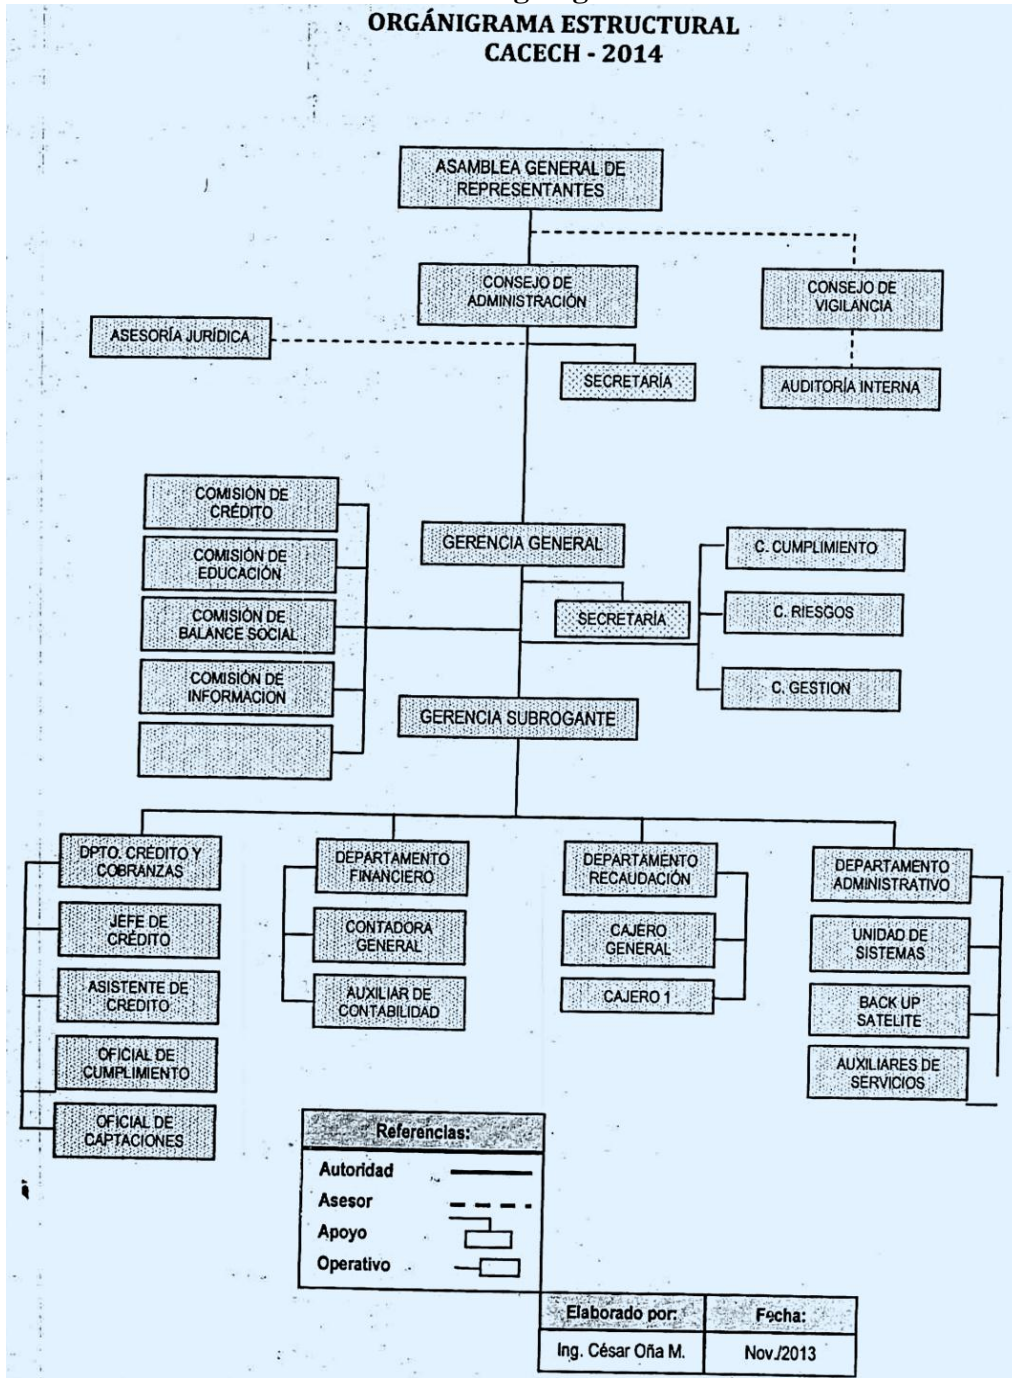 ORGÁNIGRAMA ESTRUCTURAL
CACECH - 2014
ASAMBLEA GENERAL DE
REPRESENTANTES
CONSEJO DE
ADMINISTRACIÓN
CONSEJO DE
VIGILANCIA
ASESORÍA JURÍDICA
SECRETARÍA
AUDITORÍA INTERNA
COMISIÓN DE
CRÉDITO
COMISIÓN DE
EDUCACIÓN
COMISIÓN DE
BALANCE SOCIAL
COMISIÓN DE
INFORMACION
GERENCIA GENERAL
SECRETARÍA
C. CUMPLIMIENTO
C. RIESGOS
C. GESTION
GERENCIA SUBROGANTE
DPTO. CREDITO Y
COBRANZAS
JEFE DE
CRÉDITO
ASISTENTE DE
CREDITO
OFICIAL DE
CUMPLIMIENTO
OFICIAL DE
CAPTACIONES
DEPARTAMENTO
FINANCIERO
CONTADORA
GENERAL
AUXILIAR DE
CONTABILIDAD
DEPARTAMENTO
RECAUDACIÓN
CAJERO
GENERAL
CAJERO 1
DEPARTAMENTO
ADMINISTRATIVO
UNIDAD DE
SISTEMAS
BACK UP
SATELITE
AUXILIARES DE
SERVICIOS
Referencias:
Autoridad
Asesor
Apoyo
Operativo
Elaborado por: Fecha:
Ing. César Oña M. Nov./2013